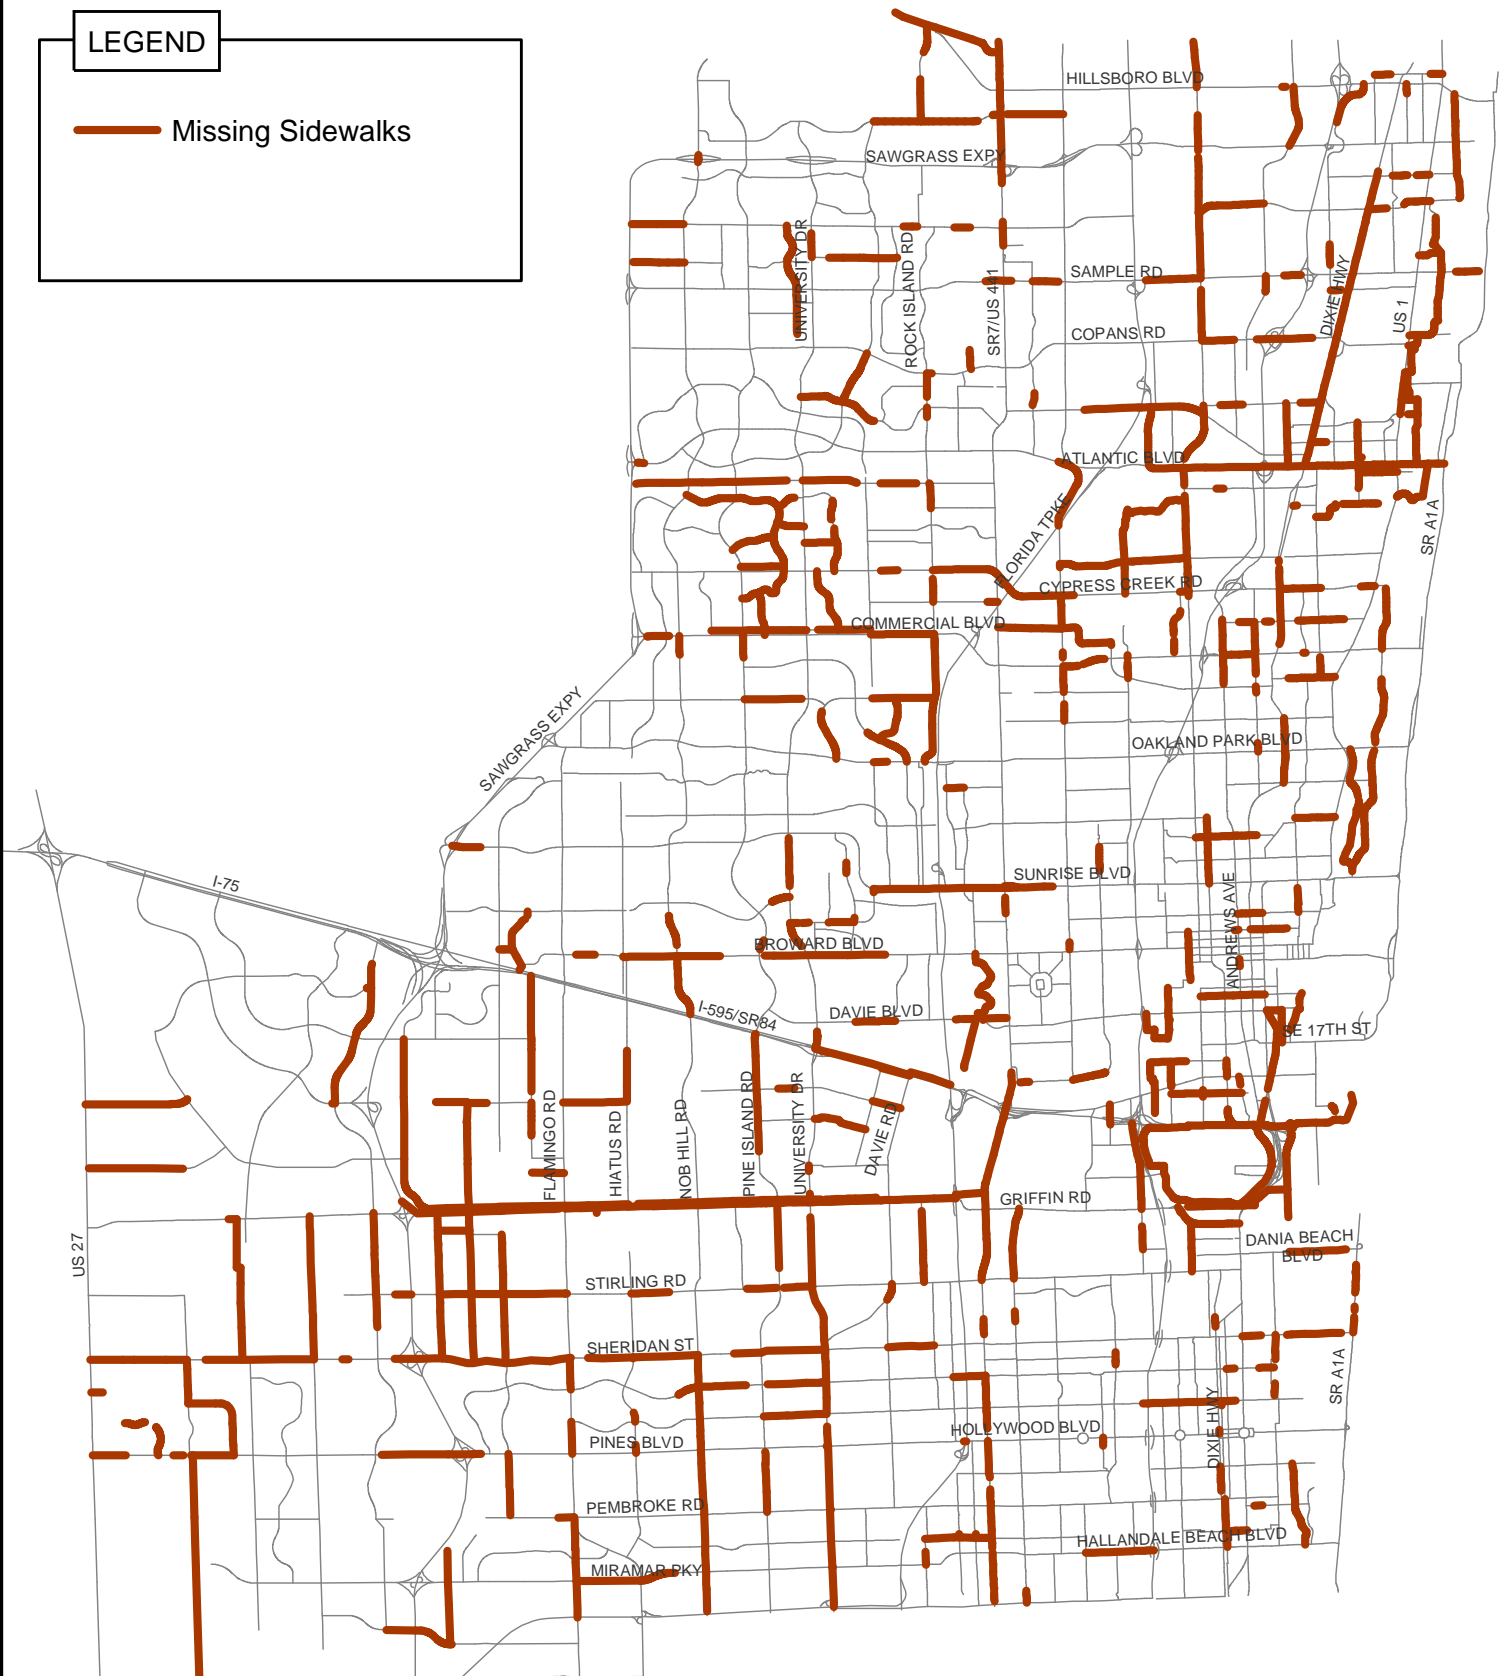 LEGEND
Missing Sidewalks
HILLSBORO BLVD
SAWGRASS EXPY
UNIVERSITY DR
ROCK ISLAND RD
SR7/US 441
SAMPLE RD
DIXIE HWY
US 1
COPANS RD
ATLANTIC BLVD
FLORIDA TPKE
SR A1A
CYPRESS CREEK RD
COMMERCIAL BLVD
SAWGRASS EXPY
OAKLAND PARK BLVD
I-75
SUNRISE BLVD
ANDREWS AVE
BROWARD BLVD
I-595/SR84
DAVIE BLVD
SE 17TH ST
FLAMINGO RD
HIATUS RD
NOB HILL RD
PINE ISLAND RD
UNIVERSITY DR
DAVIE RD
GRIFFIN RD
US 27
DANIA BEACH
BLVD
STIRLING RD
SHERIDAN ST
SR A1A
DIXIE HWY
HOLLYWOOD BLVD
PINES BLVD
PEMBROKE RD
HALLANDALE BEACH BLVD
MIRAMAR PKY